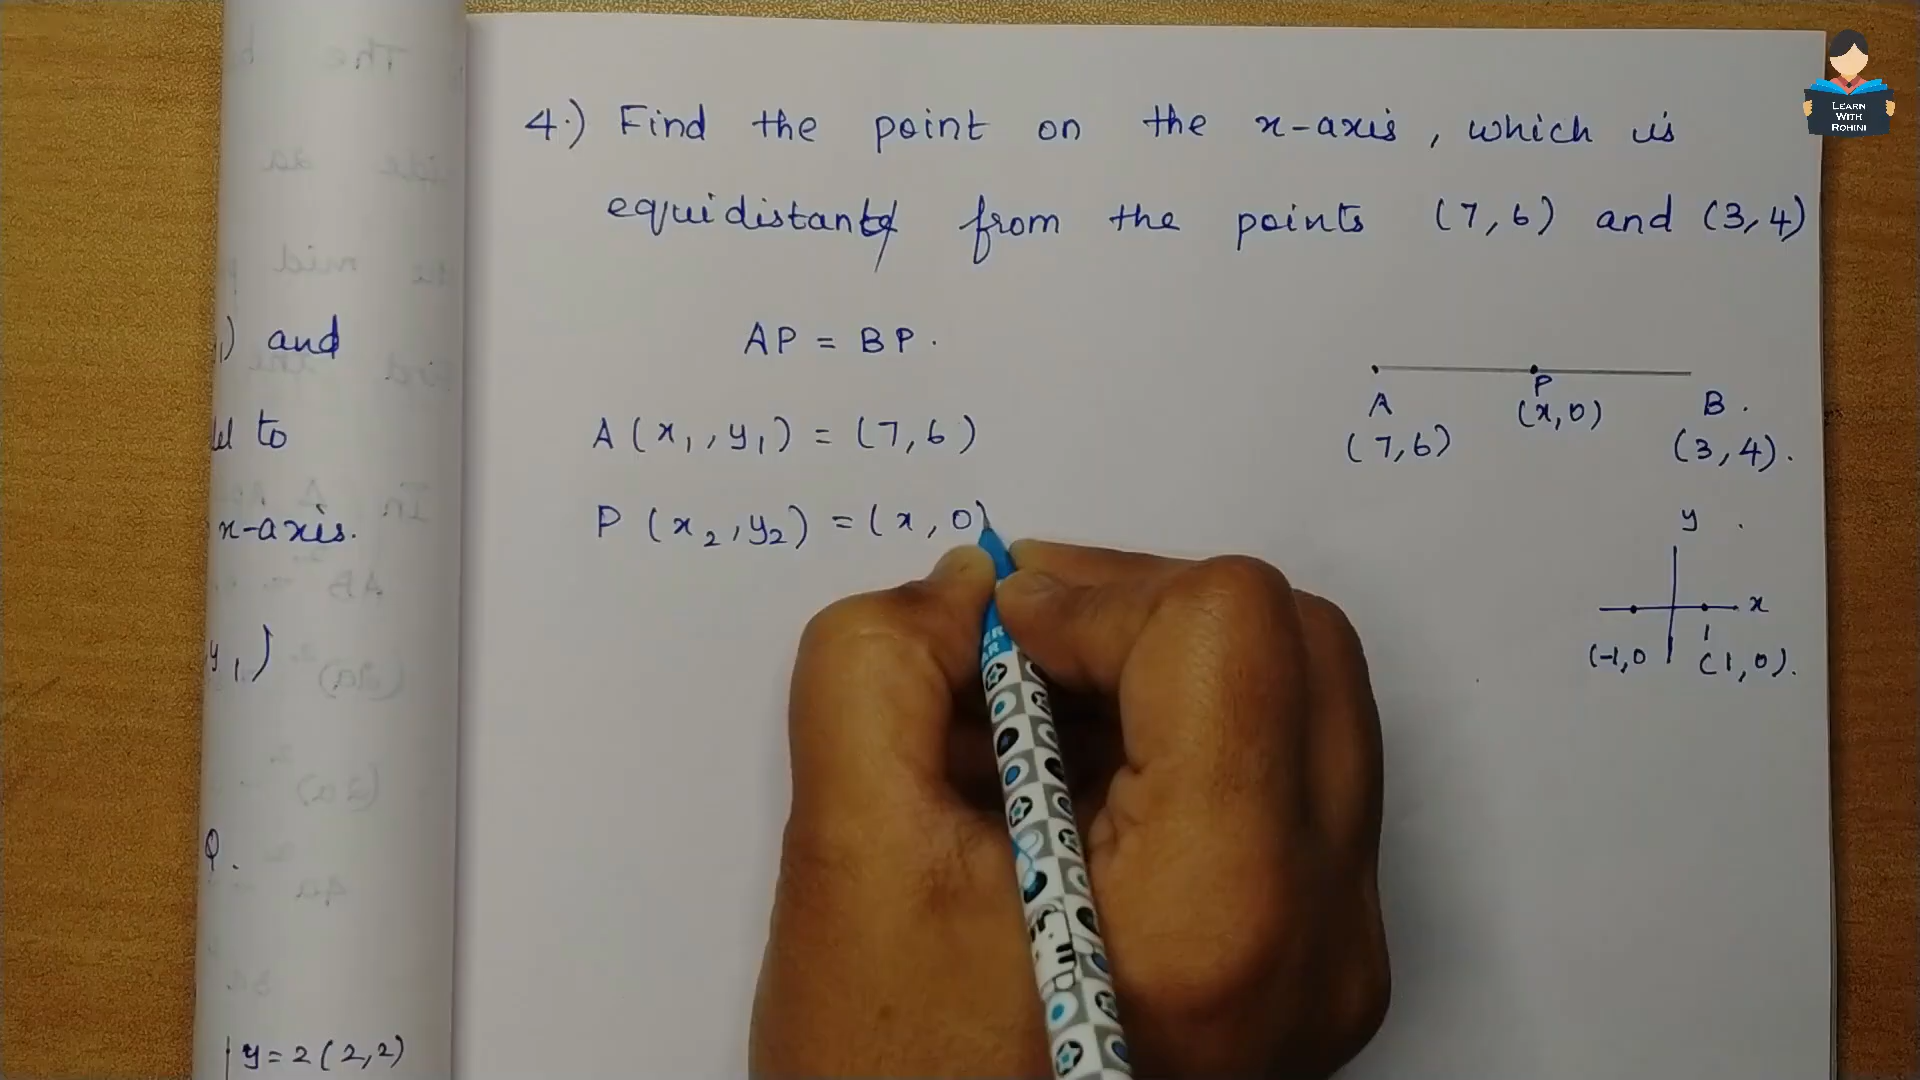 4.) Find the point on the x-axis, which is
equidistant from the points (7,6) and (3,4)
AP = BP.
A(x₁, y₁) = (7,6)
P(x₂, y₂) = (x, 0)
A
(7,6)
P
(x,0)
B.
(3,4).
y
x
1
(-1,0
(1,0).
) and
to
x-axis.
y₁)
Q.
y = 2 (2,2)
LEARN
WITH
ROHINI